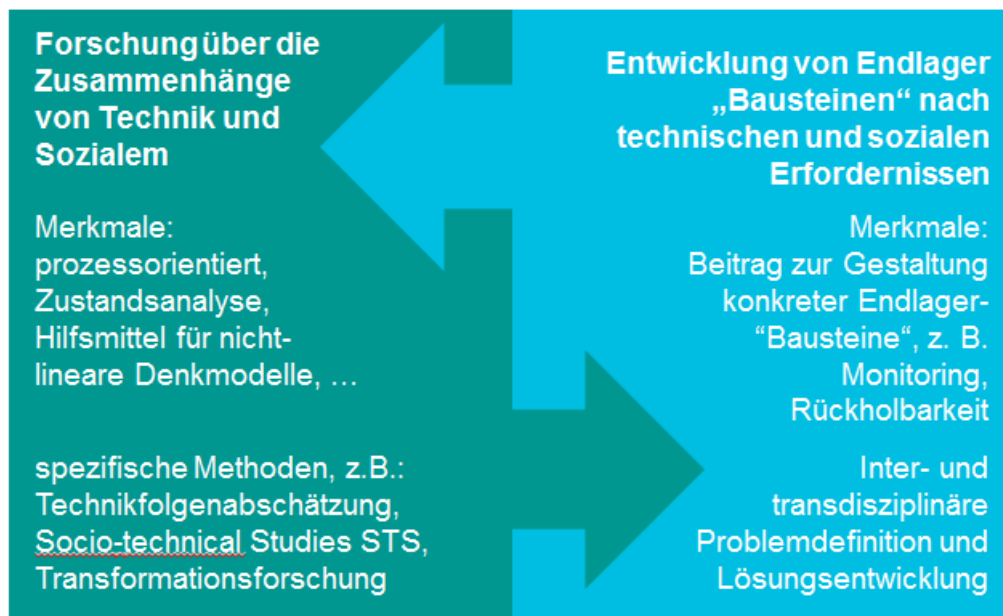 Forschung über die
Zusammenhänge
von Technik und
Sozialem
Merkmale:
prozessorientiert,
Zustandsanalyse,
Hilfsmittel für nicht-
lineare Denkmodelle, …
spezifische Methoden, z.B.:
Technikfolgenabschätzung,
Socio-technical Studies STS,
Transformationsforschung
Entwicklung von Endlager
„Bausteinen“ nach
technischen und sozialen
Erfordernissen
Merkmale:
Beitrag zur Gestaltung
konkreter Endlager-
“Bausteine“, z. B.
Monitoring,
Rückholbarkeit
Inter- und
transdisziplinäre
Problemdefinition und
Lösungsentwicklung